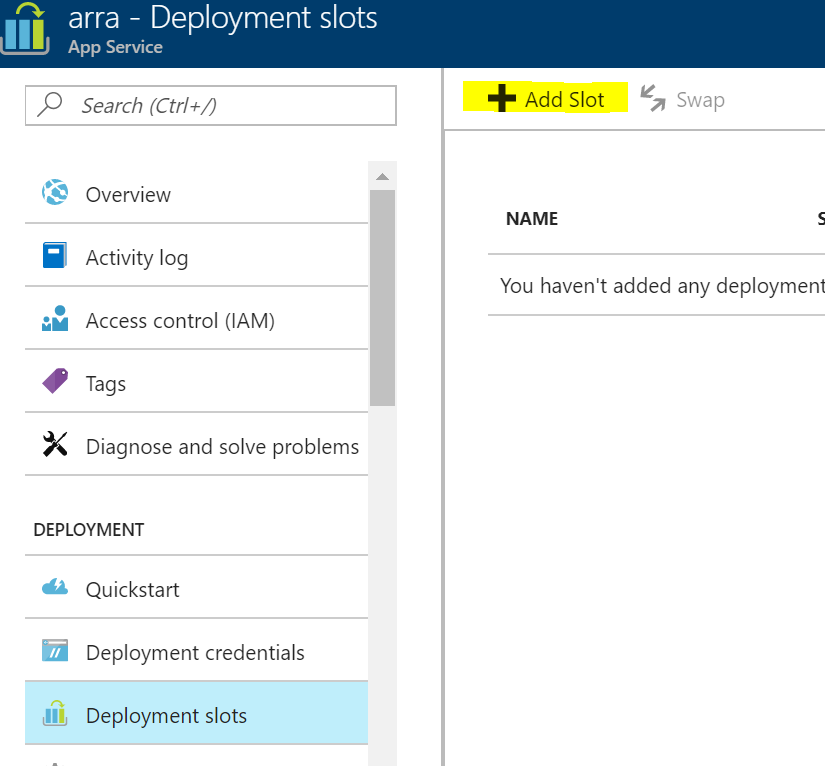 arra - Deployment slots
App Service
Search (Ctrl+/)
Add Slot
Swap
Overview
Activity log
Access control (IAM)
Tags
Diagnose and solve problems
DEPLOYMENT
Quickstart
Deployment credentials
Deployment slots
NAME
S
You haven't added any deployment